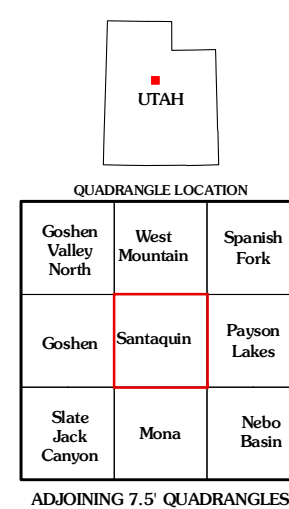 UTAH
QUADRANGLE LOCATION
Goshen
Valley
North
West
Mountain
Spanish
Fork
Goshen
Santaquin
Payson
Lakes
Slate
Jack
Canyon
Mona
Nebo
Basin
ADJOINING 7.5' QUADRANGLES